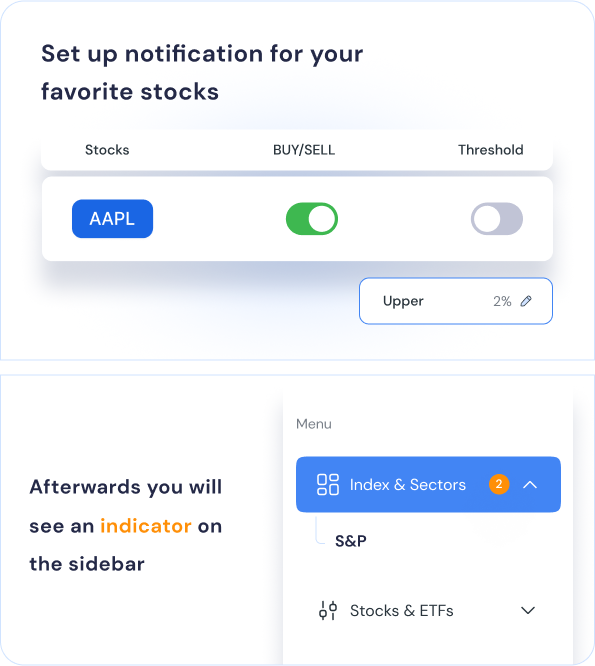 Set up notification for your
favorite stocks
Stocks BUY/SELL Threshold
AAPL
Upper 2%
Menu
Index & Sectors 2
S&P
Stocks & ETFs
Afterwards you will
see an indicator on
the sidebar